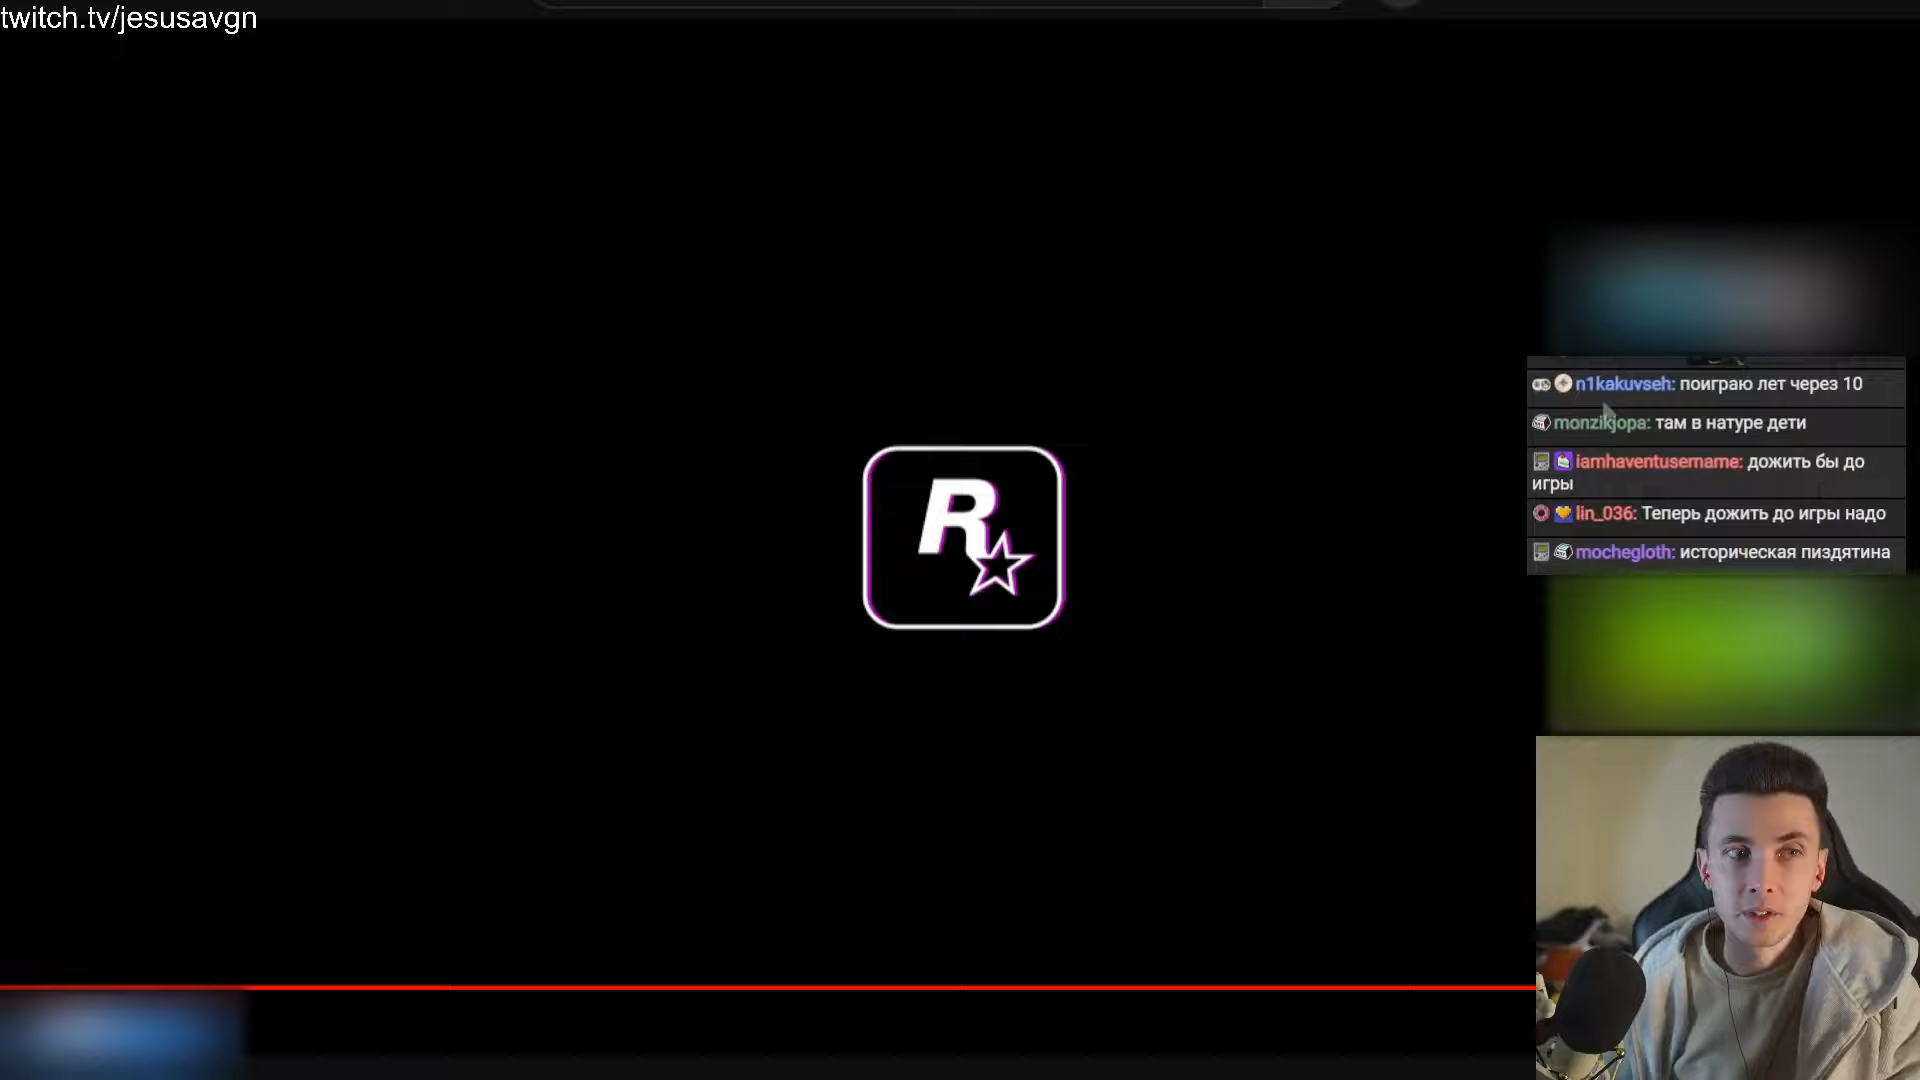 twitch.tv/jesusavgn
n1kakuvseh: поиграю лет через 10
monzikjopa: там в натуре дети
iamhaventusername: дожить бы до
игры
lin_036: Теперь дожить до игры надо
mochegloth: историческая пиздятина
R